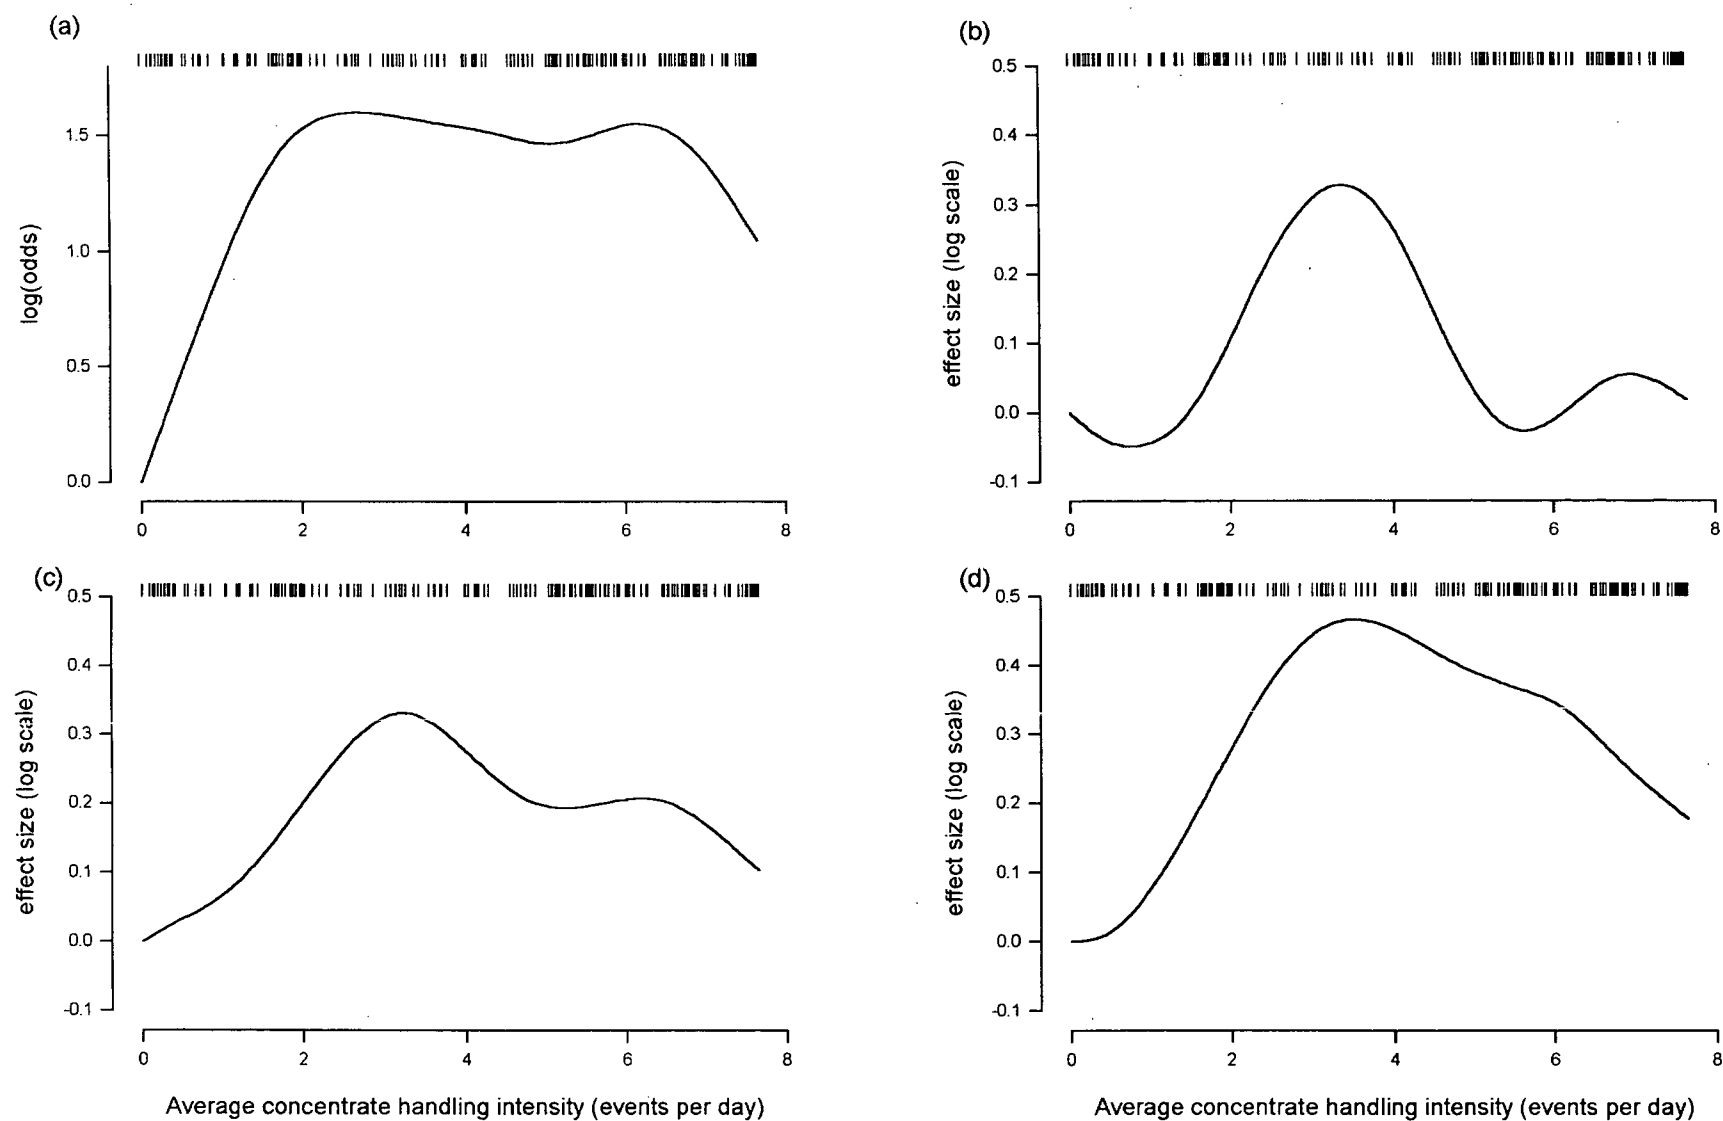 (a)
log(odds)
1.5
1.0
0.5
0.0
0 2 4 6 8
(b)
effect size (log scale)
0.5
0.4
0.3
0.2
0.1
0.0
-0.1
0 2 4 6 8
(c)
effect size (log scale)
0.5
0.4
0.3
0.2
0.1
0.0
-0.1
0 2 4 6 8
Average concentrate handling intensity (events per day)
(d)
effect size (log scale)
0.5
0.4
0.3
0.2
0.1
0.0
-0.1
0 2 4 6 8
Average concentrate handling intensity (events per day)